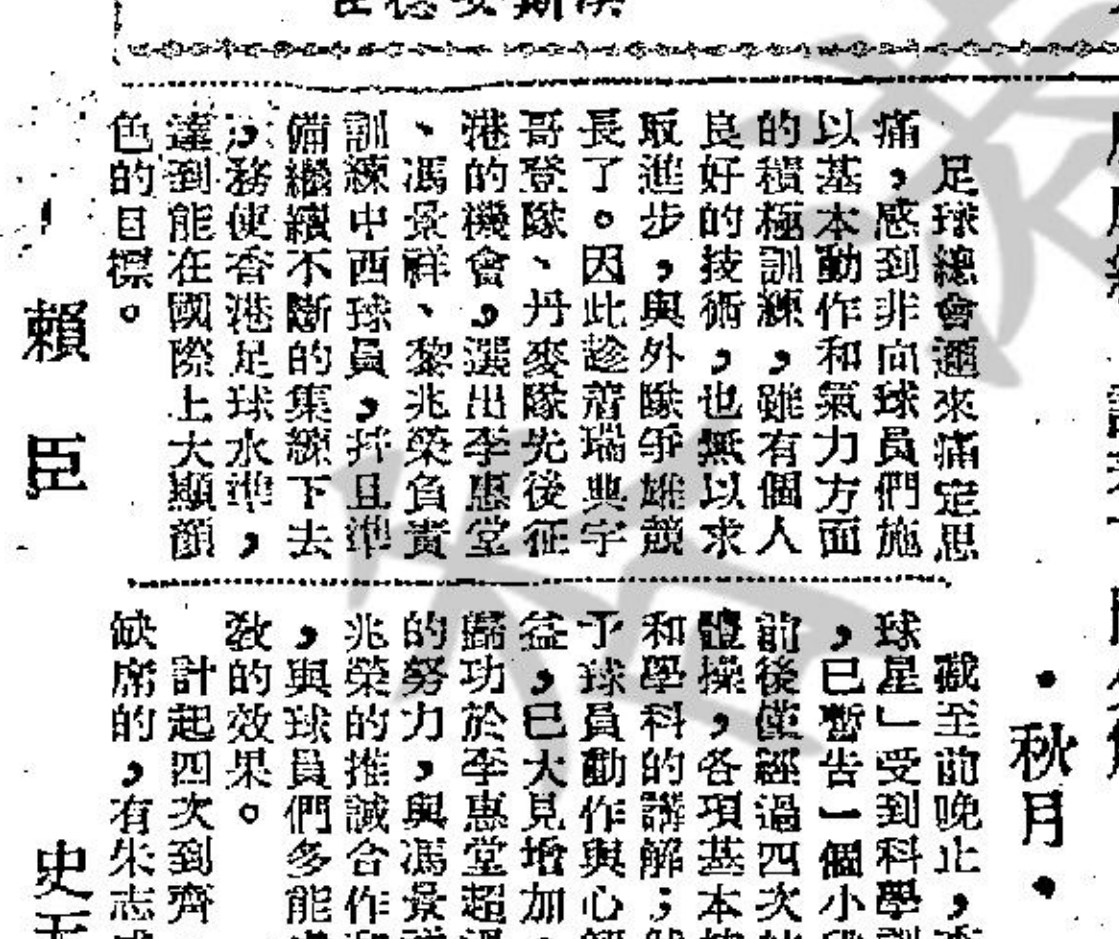 ・秋月・
足球總會邇來痛定思
痛，感到非向球員們施
以基本動作和氣力方面
的積極訓練，雖有個人
良好的技術，也無以求
取進步，與外隊爭雄競
長了。因此趁着瑞典宇
哥登隊、丹麥隊先後征
港的機會，選出李惠堂
、馮景祥、黎兆榮負責
訓練中西球員，并且準
備繼續不斷的集練下去
，務使香港足球水準，
達到能在國際上大顯顏
色的目標。
截至前晚止，
球星」受到科學訓
，已暫告一個小
前後僅經過四次
體操，各項基本
和學科的講解；
予球員動作與心
益，已大見增加
歸功於李惠堂超
的努力，與馮景
兆榮的推誠合作
，與球員們多能
教的效果。
計起四次到齊
缺席的，有朱志
賴臣
史